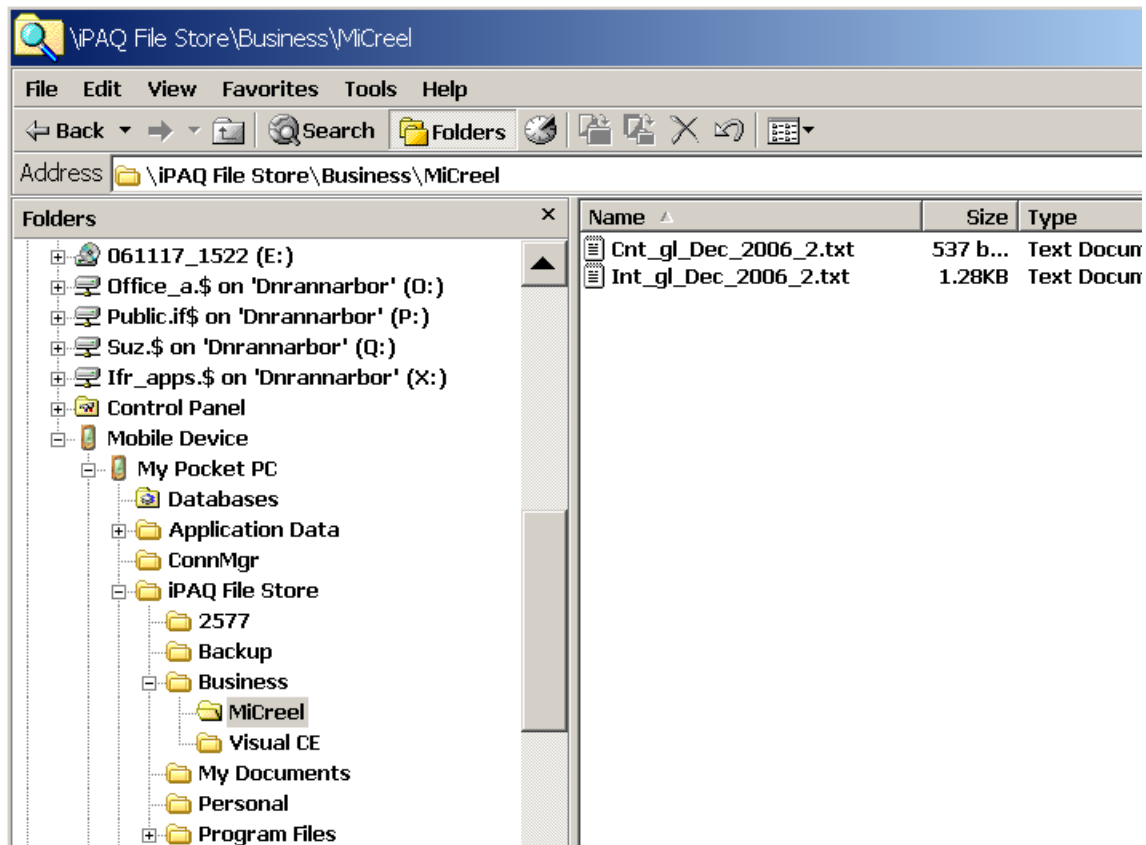 \iPAQ File Store\Business\MiCreel
File Edit View Favorites Tools Help
Back Search Folders
Address \iPAQ File Store\Business\MiCreel
Folders × Name Size Type
061117_1522 (E:)
Cnt_gl_Dec_2006_2.txt 537 b... Text Docum
Office_a.$ on 'Dnrannarbor' (O:)
Int_gl_Dec_2006_2.txt 1.28KB Text Docum
Public.if$ on 'Dnrannarbor' (P:)
Suz.$ on 'Dnrannarbor' (Q:)
Ifr_apps.$ on 'Dnrannarbor' (X:)
Control Panel
Mobile Device
My Pocket PC
Databases
Application Data
ConnMgr
iPAQ File Store
2577
Backup
Business
MiCreel
Visual CE
My Documents
Personal
Program Files